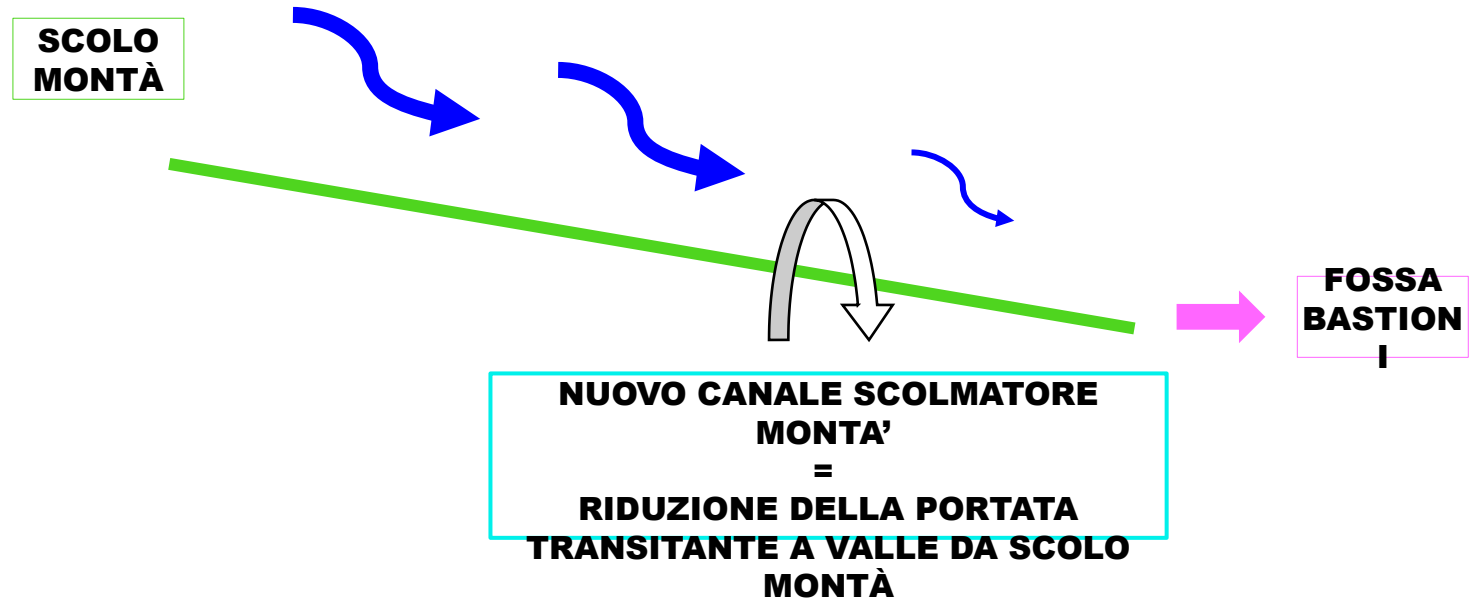 SCOLO
MONTÀ
FOSSA
BASTION
I
NUOVO CANALE SCOLMATORE
MONTA’
=
RIDUZIONE DELLA PORTATA
TRANSITANTE A VALLE DA SCOLO
MONTÀ